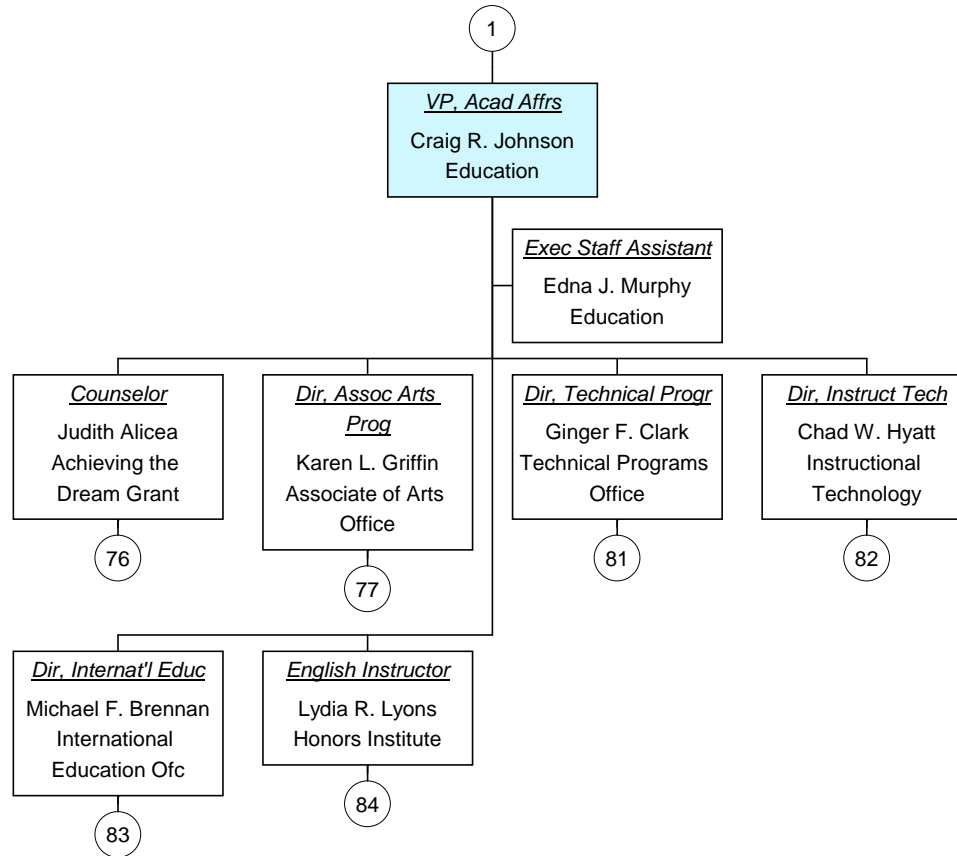 1
VP, Acad Affrs
Craig R. Johnson
Education
Exec Staff Assistant
Edna J. Murphy
Education
Counselor
Judith Alicea
Achieving the
Dream Grant
76
Dir, Assoc Arts
Prog
Karen L. Griffin
Associate of Arts
Office
77
Dir, Technical Progr
Ginger F. Clark
Technical Programs
Office
81
Dir, Instruct Tech
Chad W. Hyatt
Instructional
Technology
82
Dir, Internat'l Educ
Michael F. Brennan
International
Education Ofc
83
English Instructor
Lydia R. Lyons
Honors Institute
84